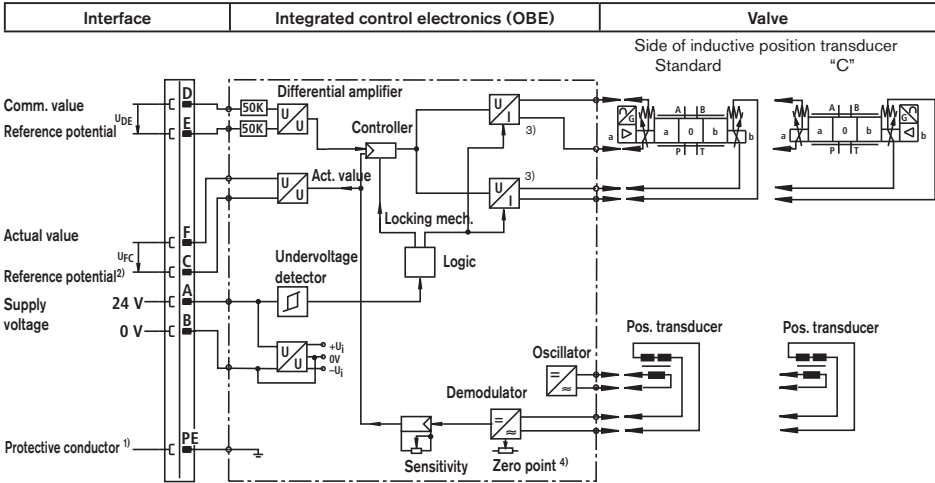 Interface
Integrated control electronics (OBE)
Valve
Side of inductive position transducer
Standard
“C”
D
50K
Differential amplifier
U
U
Comm. value
UDE
Reference potential
E
50K
Controller
U
I
3)
G
A B
a
a 0 b
b
P T
A B
G
a
a 0 b
b
P T
Act. value
U
U
U
I
3)
Locking mech.
Actual value
F
UFC
Reference potential2)
C
Undervoltage
detector
Logic
A
Supply
voltage
24 V
B
0 V
U
U
+Ui
0V
–Ui
Pos. transducer
Pos. transducer
Oscillator
=
≈
Demodulator
=
≈
Protective conductor 1)
PE
Sensitivity
Zero point 4)